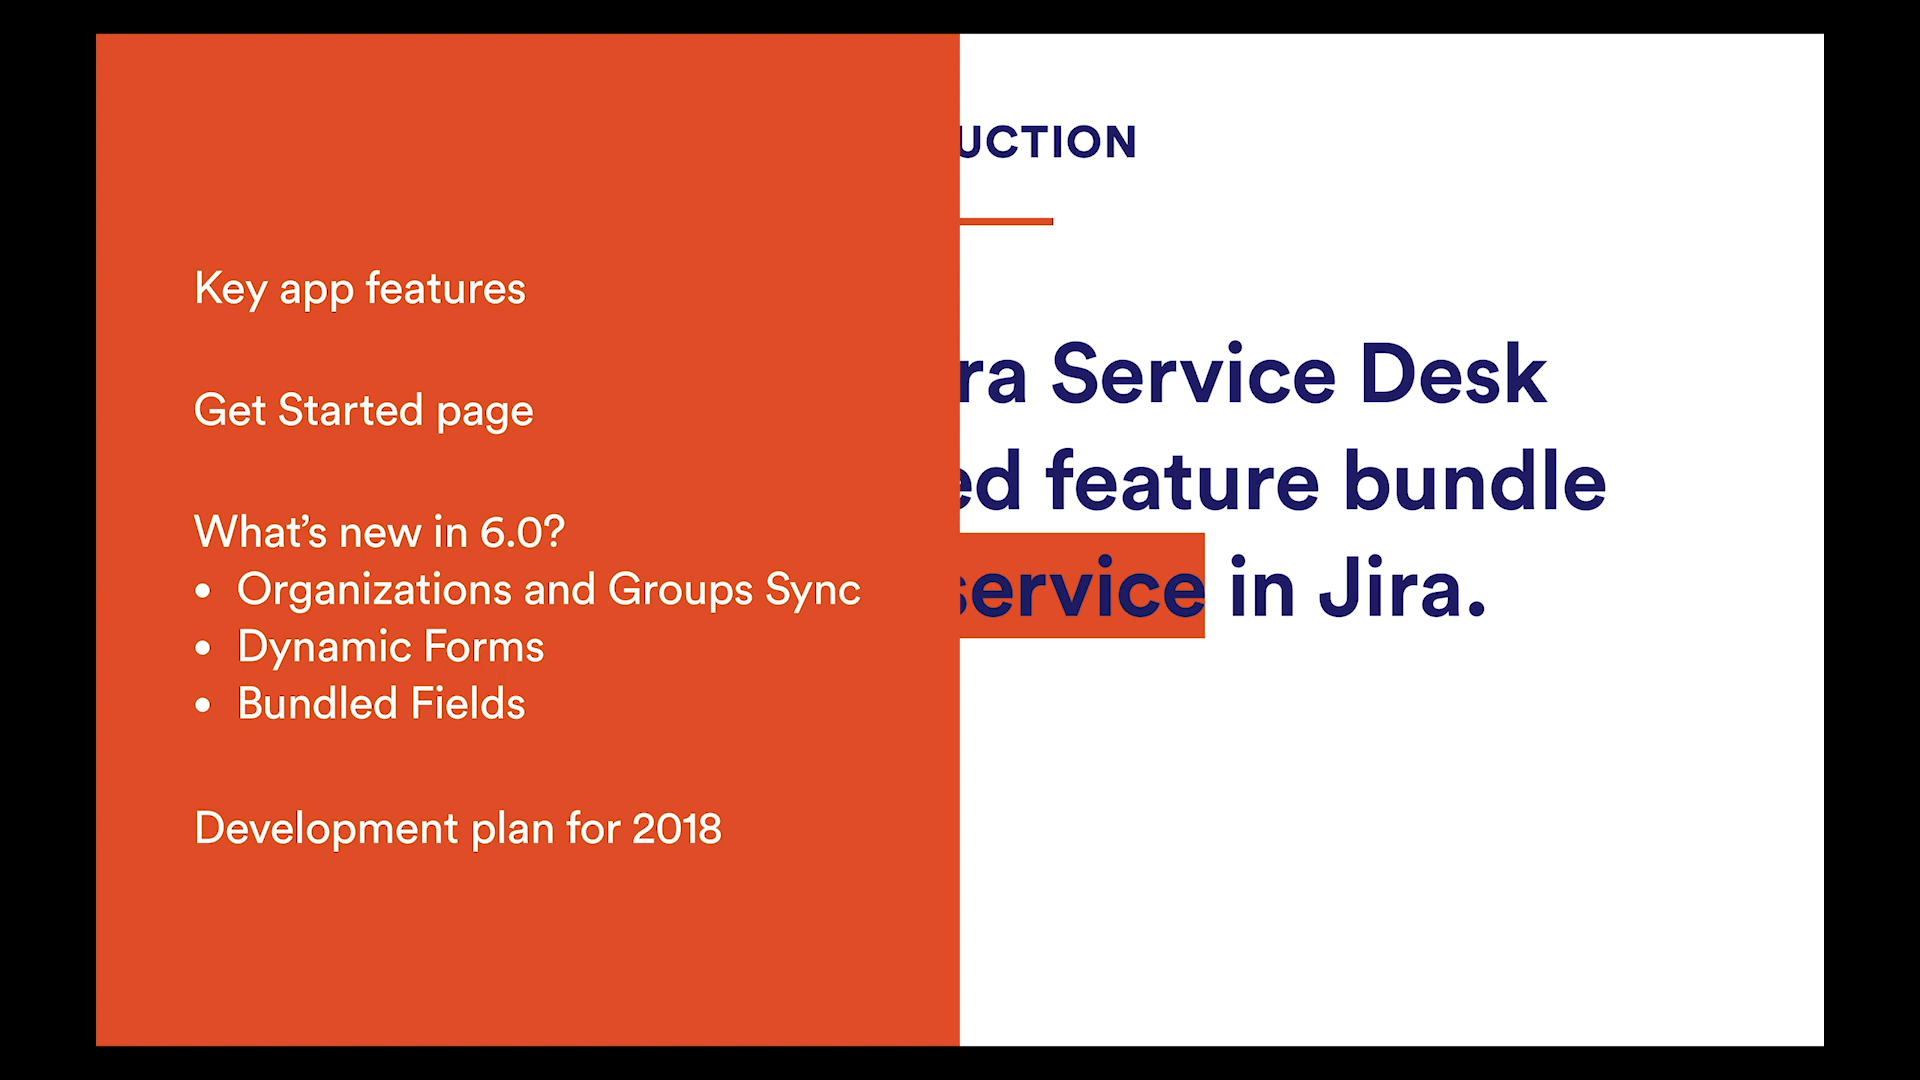 Key app features
Get Started page
What's new in 6.0?
• Organizations and Groups Sync
• Dynamic Forms
• Bundled Fields
Development plan for 2018
UCTION
ra Service Desk
ed feature bundle
service in Jira.